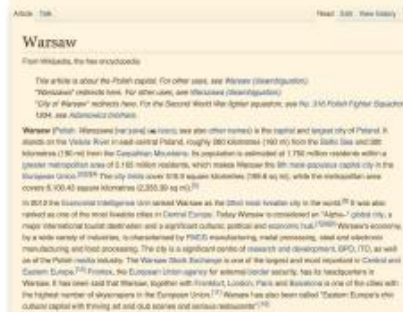 Article Talk
Read Edit View history
Warsaw
From Wikipedia, the free encyclopedia
This article is about the Polish capital. For other uses, see Warsaw (disambiguation).
"Warszawa" redirects here. For other uses, see Warszawa (disambiguation).
"City of Warsaw" redirects here. For the Second World War fighter squadron, see No. 316 Polish Fighter Squadron
1934, see Adamowicz brothers.
Warsaw (Polish: Warszawa see also other names) is the capital and largest city of Poland. It
stands on the Vistula River in east-central Poland, roughly 260 kilometres (160 mi) from the Baltic Sea and 300
kilometres (190 mi) from the Carpathian Mountains. Its population is estimated at 1.750 million residents within a
greater metropolitan area of 3.105 million residents, which makes Warsaw the 9th most-populous capital city in the
European Union. The city limits cover 516.9 square kilometres (199.6 sq mi), while the metropolitan area
covers 6,100.43 square kilometres (2,355.39 sq mi).
In 2012 the Economist Intelligence Unit ranked Warsaw as the 32nd most liveable city in the world. It was also
ranked as one of the most liveable cities in Central Europe. Today Warsaw is considered an "Alpha–" global city, a
major international tourist destination and a significant cultural, political and economic hub. Warsaw's economy,
by a wide variety of industries, is characterised by FMCG manufacturing, metal processing, steel and electronic
manufacturing and food processing. The city is a significant centre of research and development, BPO, ITO, as well
as of the Polish media industry. The Warsaw Stock Exchange is one of the largest and most important in Central and
Eastern Europe. Frontex, the European Union agency for external border security, has its headquarters in
Warsaw. It has been said that Warsaw, together with Frankfurt, London, Paris and Barcelona is one of the cities with
the highest number of skyscrapers in the European Union. Warsaw has also been called "Eastern Europe's chic
cultural capital with thriving art and club scenes and serious restaurants".